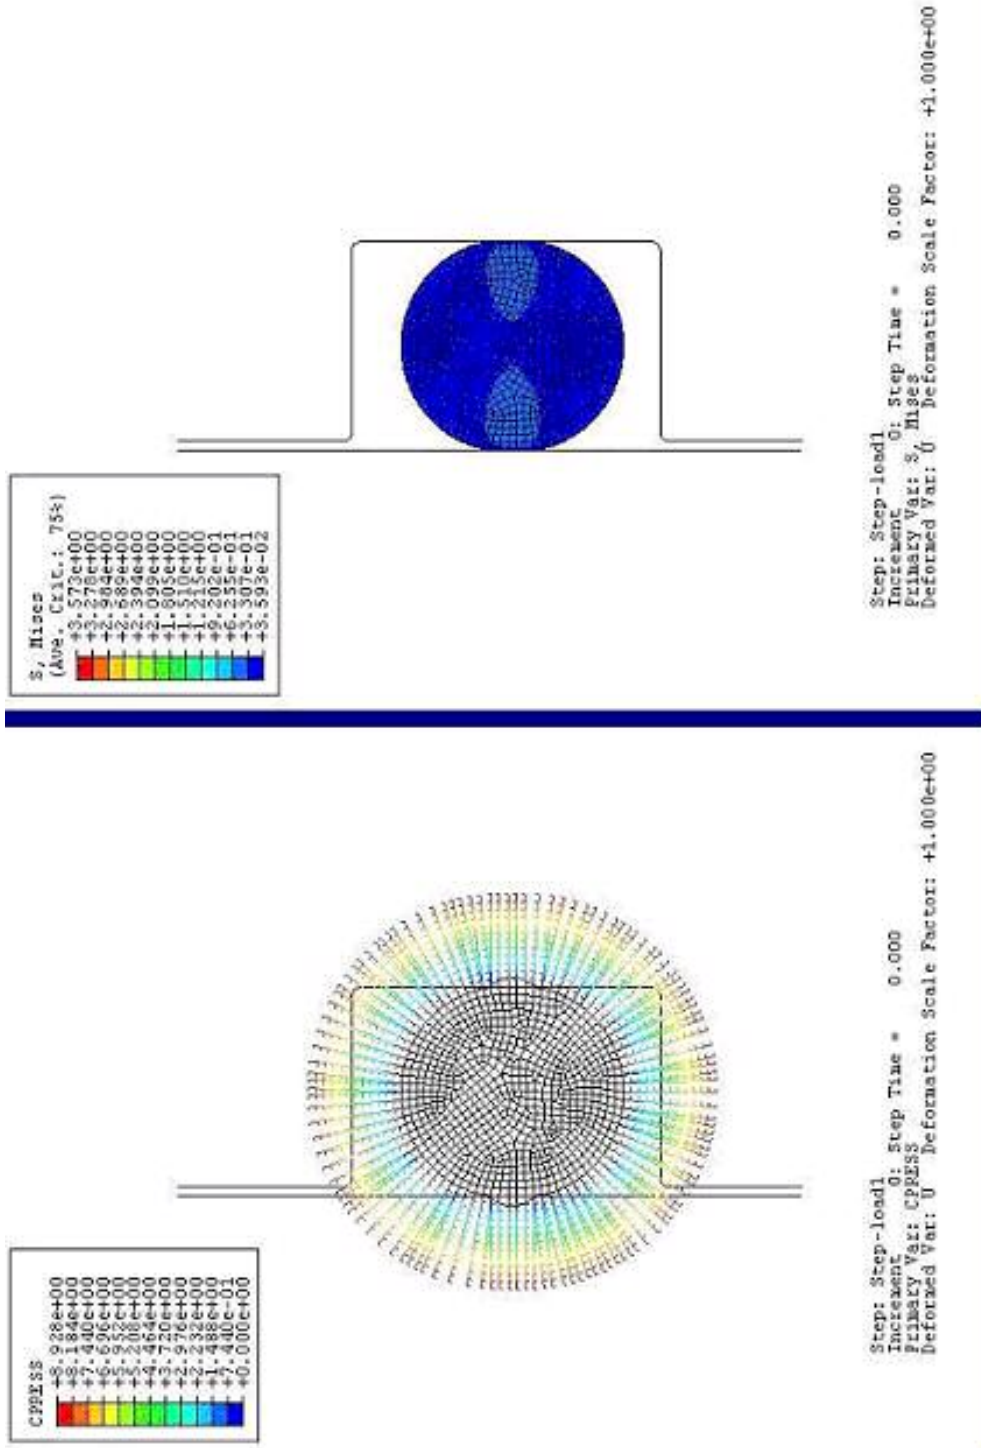 S, Mises
(Ave. Crit.: 75%)
+3.573e+00
+3.278e+00
+2.984e+00
+2.689e+00
+2.394e+00
+2.099e+00
+1.805e+00
+1.510e+00
+1.215e+00
+9.202e-01
+6.255e-01
+3.307e-01
+3.593e-02
Step: Step-load1
Increment 0: Step Time = 0.000
Primary Var: S, Mises
Deformed Var: U Deformation Scale Factor: +1.000e+00
CPRESS
+8.928e+00
+8.184e+00
+7.440e+00
+6.696e+00
+5.952e+00
+5.208e+00
+4.464e+00
+3.720e+00
+2.976e+00
+2.232e+00
+1.488e+00
+7.440e-01
+0.000e+00
Step: Step-load1
Increment 0: Step Time = 0.000
Primary Var: CPRESS
Deformed Var: U Deformation Scale Factor: +1.000e+00